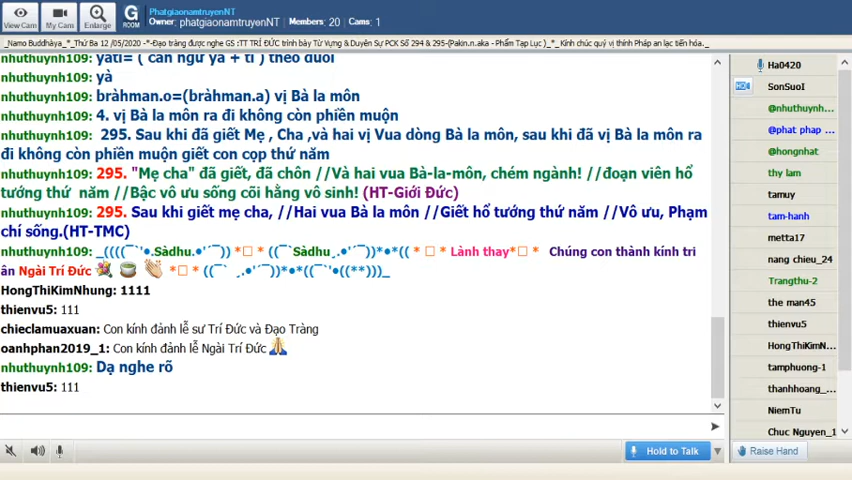 View Cam
My Cams
Enlarge
G
ROOM
PhatgiaonamtruyenNT
Owner: phatgiaonamtruyenNT | Members: 20 | Cams: 1
_Namo Buddhàya_*_Thứ Ba 12 /05/2020 -*-Đạo tràng được nghe GS :TT TRÍ ĐỨC trình bày Từ Vựng &Duyên Sự PCK Số 294 & 295-(Pakin.n.aka - Phẩm Tạp Lục )_*_ Kính chúc quý vị thính Pháp an lạc tiến hóa._
nhuthuynh109: yàti= ( căn ngữ yà + ti ) theo đuổi
nhuthuynh109: yà
nhuthuynh109: bràhman.o=(bràhman.a) vị Bà la môn
nhuthuynh109: 4. vị Bà la môn ra đi không còn phiền muộn
nhuthuynh109: 295. Sau khi đã giết Mẹ , Cha ,và hai vị Vua dòng Bà la môn, sau khi đã vị Bà la môn ra
đi không còn phiền muộn giết con cọp thứ năm
nhuthuynh109: 295. "Mẹ cha" đã giết, đã chôn //Và hai vua Bà-la-môn, chém ngành! //đoạn viên hổ
tướng thứ năm //Bậc vô ưu sống cõi hằng vô sinh! (HT-Giới Đức)
nhuthuynh109: 295. Sau khi giết mẹ cha, //Hai vua Bà la môn //Giết hổ tướng thứ năm //Vô ưu, Phạm
chí sống.(HT-TMC)
nhuthuynh109: _((((¯`'•.Sàdhu.•'´¯)) *□* ((¯`Sàdhu¸.•'´¯))*•*(( *□* Lành thay*□* Chúng con thành kính tri
ân Ngài Trí Đức *□* ((¯` ¸.•'´¯))*•*((¯`'•((**)))_
HongThiKimNhung: 1111
thienvu5: 111
chieclamuaxuan: Con kính đảnh lễ sư Trí Đức và Đạo Tràng
oanhphan2019_1: Con kính đảnh lễ Ngài Trí Đức
nhuthuynh109: Dạ nghe rõ
thienvu5: 111
Hold to Talk
Ha0420
HD
SonSuoI
@nhuthuynh...
@phat phap ...
@hongnhat
thy lam
tamuy
tam-hanh
metta17
nang chieu_24
Trangthu-2
the man45
thienvu5
HongThiKimN...
tamphuong-1
thanhhoang_...
NiemTu
Chuc Nguyen_1
Raise Hand